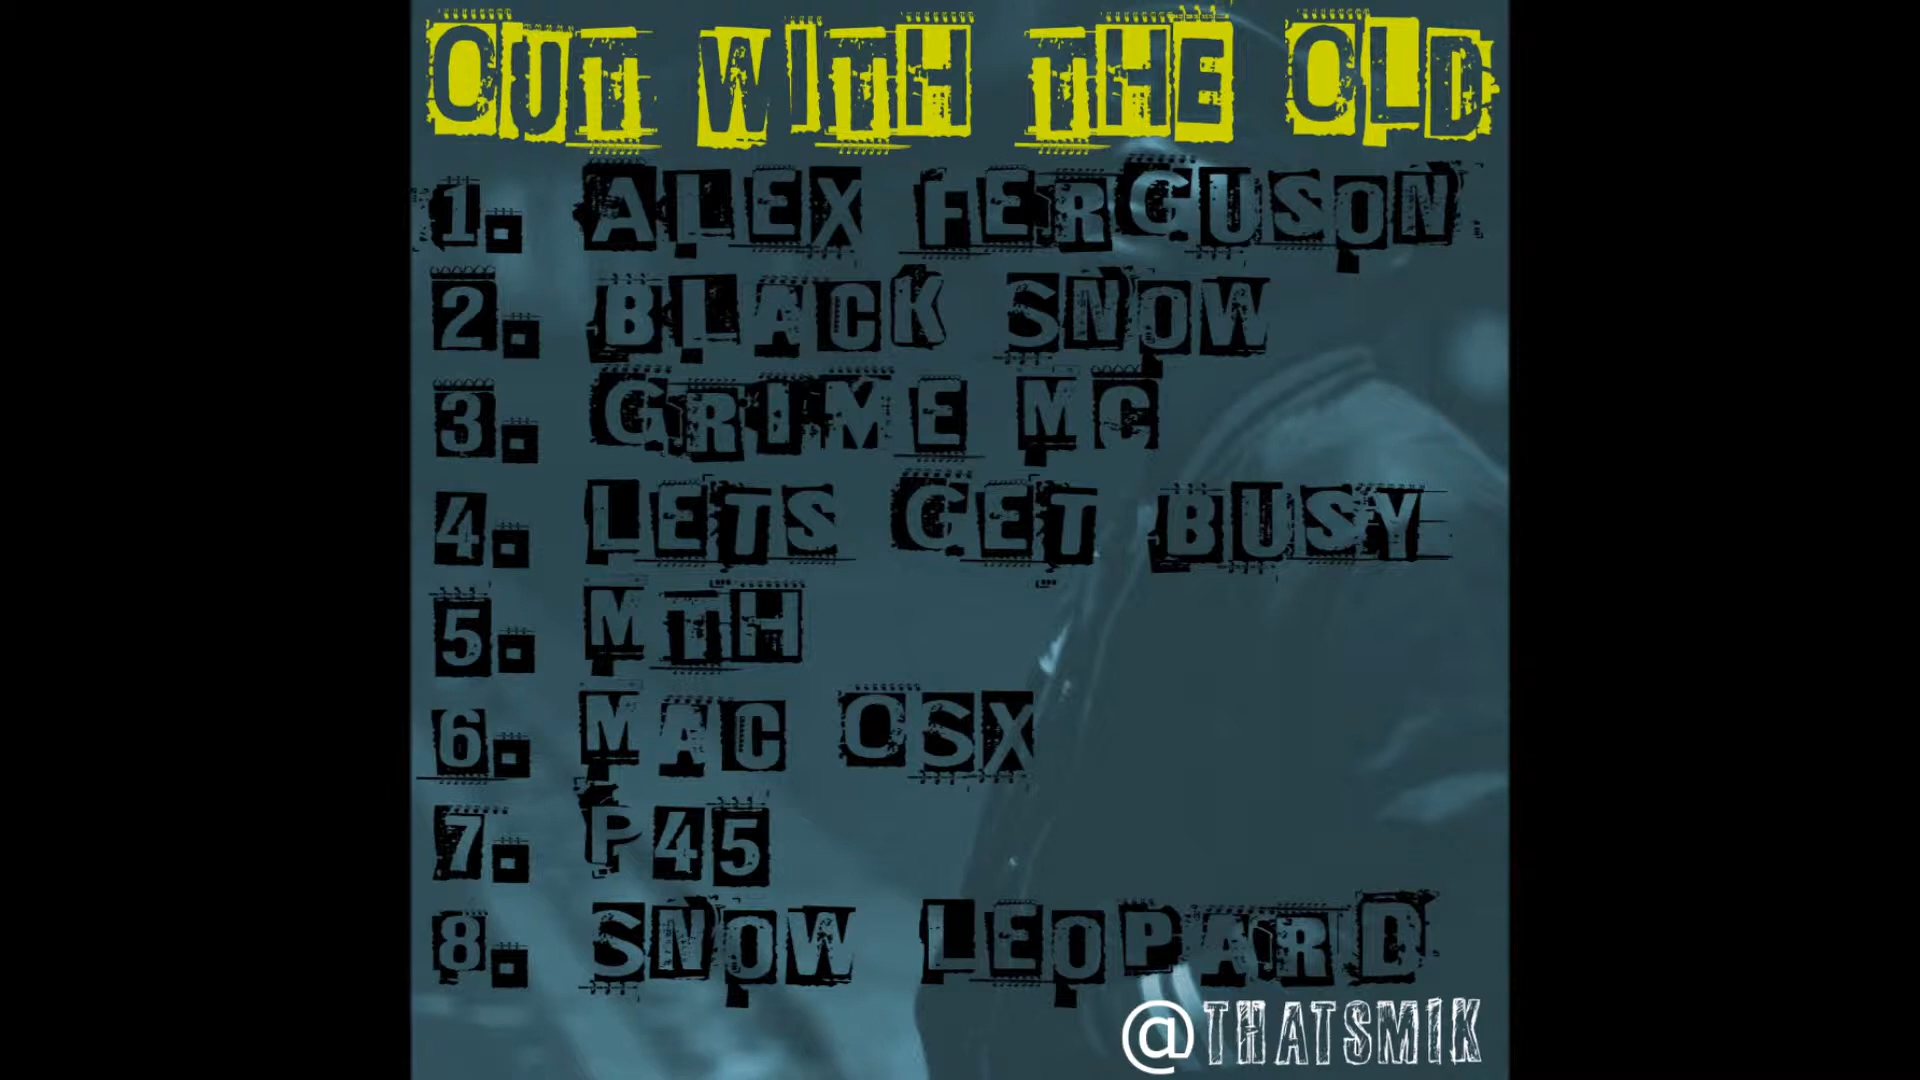 OUT WITH THE OLD
1. ALEX FERGUSON
2. BLACK SNOW
3. GRIME MC
4. LETS GET BUSY
5. MTH
6. MAC OSX
7. P45
8. SNOW LEOPARD
@THATSMIK